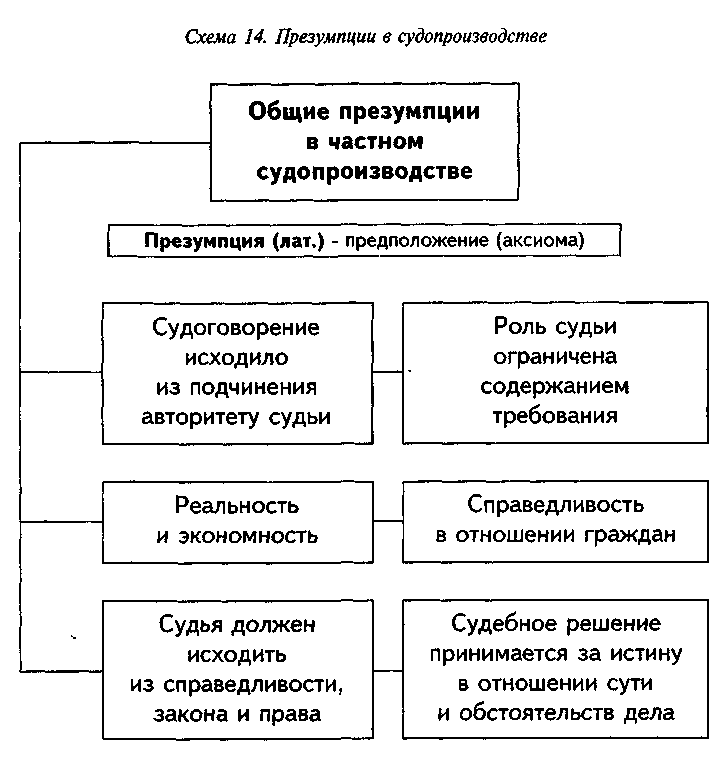 Схема 14. Презумпции в судопроизводстве
Общие презумпции
в частном
судопроизводстве
Презумпция (лат.) - предположение (аксиома)
Судоговорение
исходило
из подчинения
авторитету судьи
Роль судьи
ограничена
содержанием
требования
Реальность
и экономность
Справедливость
в отношении граждан
Судья должен
исходить
из справедливости,
закона и права
Судебное решение
принимается за истину
в отношении сути
и обстоятельств дела